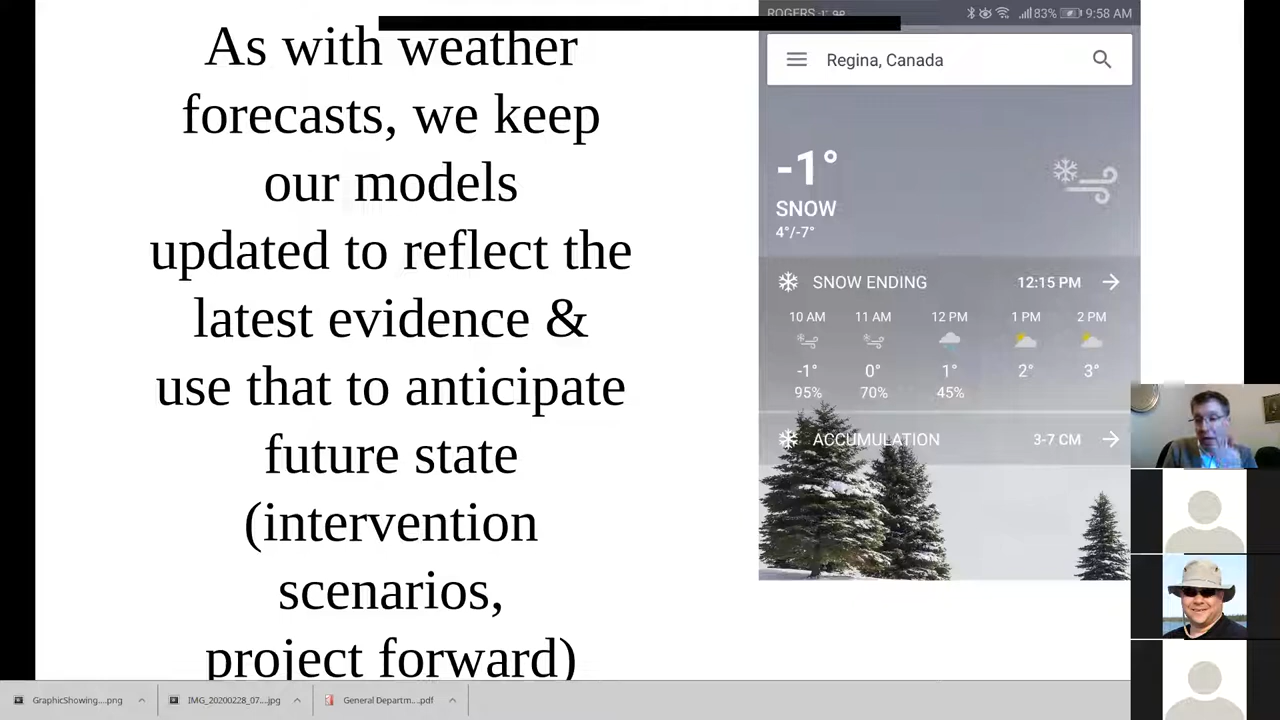 As with weather
forecasts, we keep
our models
updated to reflect the
latest evidence &
use that to anticipate
future state
(intervention
scenarios,
project forward)
ROGERS
83% 9:58 AM
Regina, Canada
-1°
SNOW
4°/-7°
SNOW ENDING 12:15 PM
10 AM 11 AM 12 PM 1 PM 2 PM
-1° 0° 1° 2° 3°
95% 70% 45%
ACCUMULATION 3-7 CM
GraphicShowing....png IMG_20200228_07....jpg General Departm....pdf